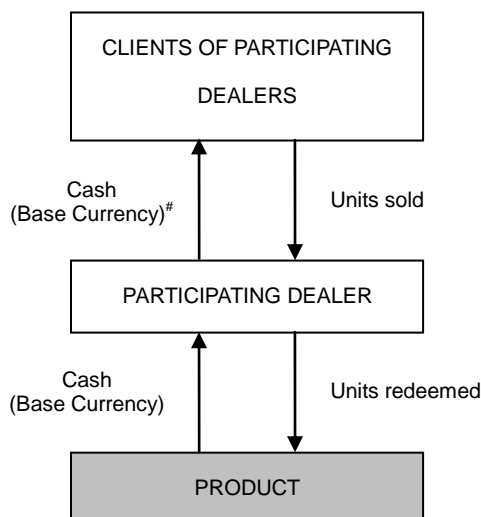 CLIENTS OF PARTICIPATING
DEALERS
Cash
(Base Currency)#
Units sold
PARTICIPATING DEALER
Cash
(Base Currency)
Units redeemed
PRODUCT